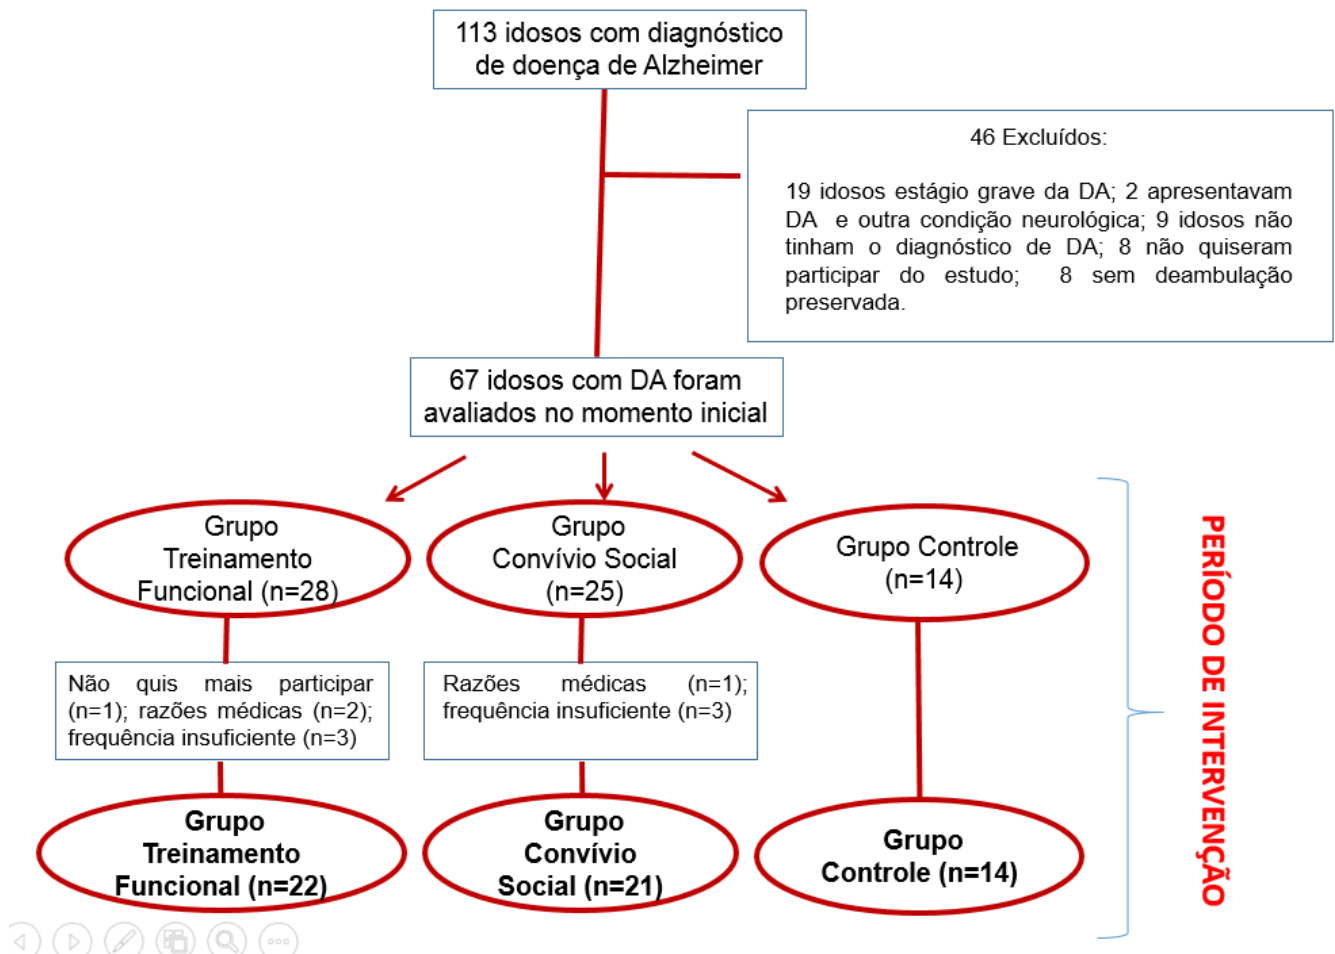 113 idosos com diagnóstico
de doença de Alzheimer
46 Excluídos:
19 idosos estágio grave da DA; 2 apresentavam
DA e outra condição neurológica; 9 idosos não
tinham o diagnóstico de DA; 8 não quiseram
participar do estudo; 8 sem deambulação
preservada.
67 idosos com DA foram
avaliados no momento inicial
Grupo
Treinamento
Funcional (n=28)
Grupo
Convívio Social
(n=25)
Grupo Controle
(n=14)
Não quis mais participar
(n=1); razões médicas (n=2);
frequência insuficiente (n=3)
Razões médicas (n=1);
frequência insuficiente (n=3)
Grupo
Treinamento
Funcional (n=22)
Grupo
Convívio
Social (n=21)
Grupo
Controle (n=14)
PERÍODO DE INTERVENÇÃO